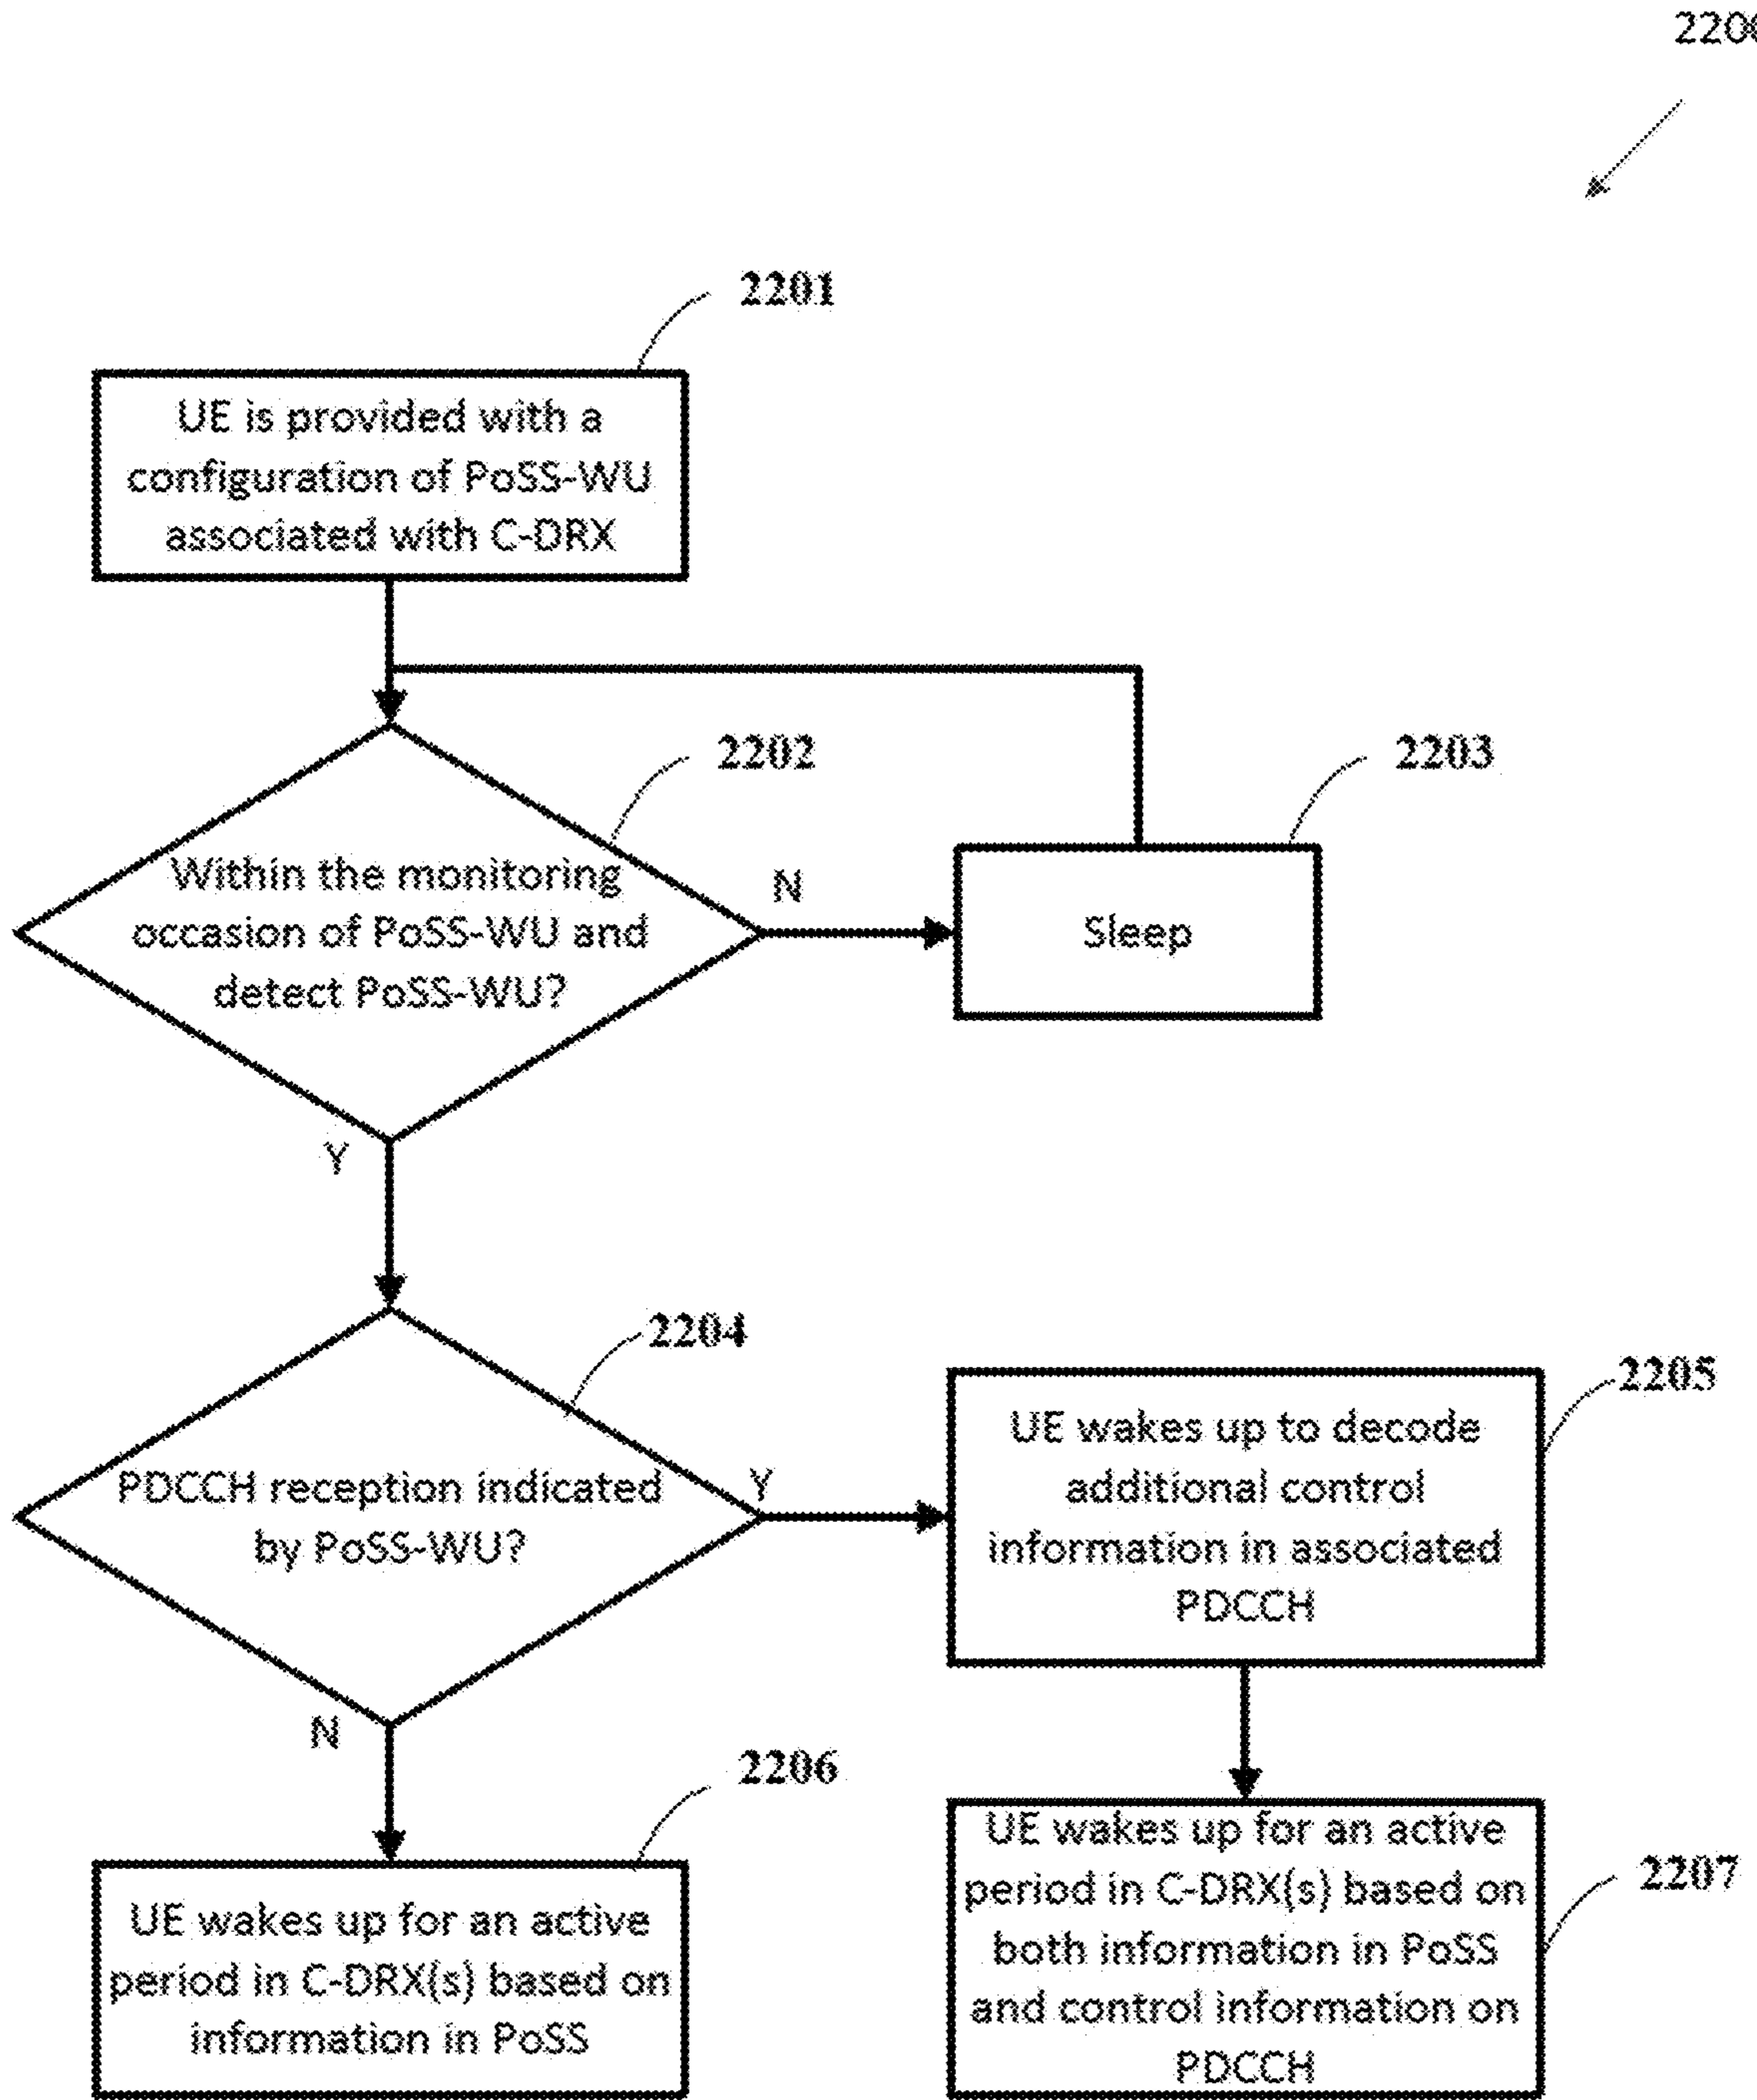 2200
2201
UE is provided with a
configuration of PoSS-WU
associated with C-DRX
2202
2203
Within the monitoring
occasion of PoSS-WU and
detect PoSS-WU?
N
Sleep
Y
2204
2205
PDCCH reception indicated
by PoSS-WU?
Y
UE wakes up to decode
additional control
information in associated
PDCCH
N
2206
UE wakes up for an active
period in C-DRX(s) based on
information in PoSS
2207
UE wakes up for an active
period in C-DRX(s) based on
both information in PoSS
and control information on
PDCCH